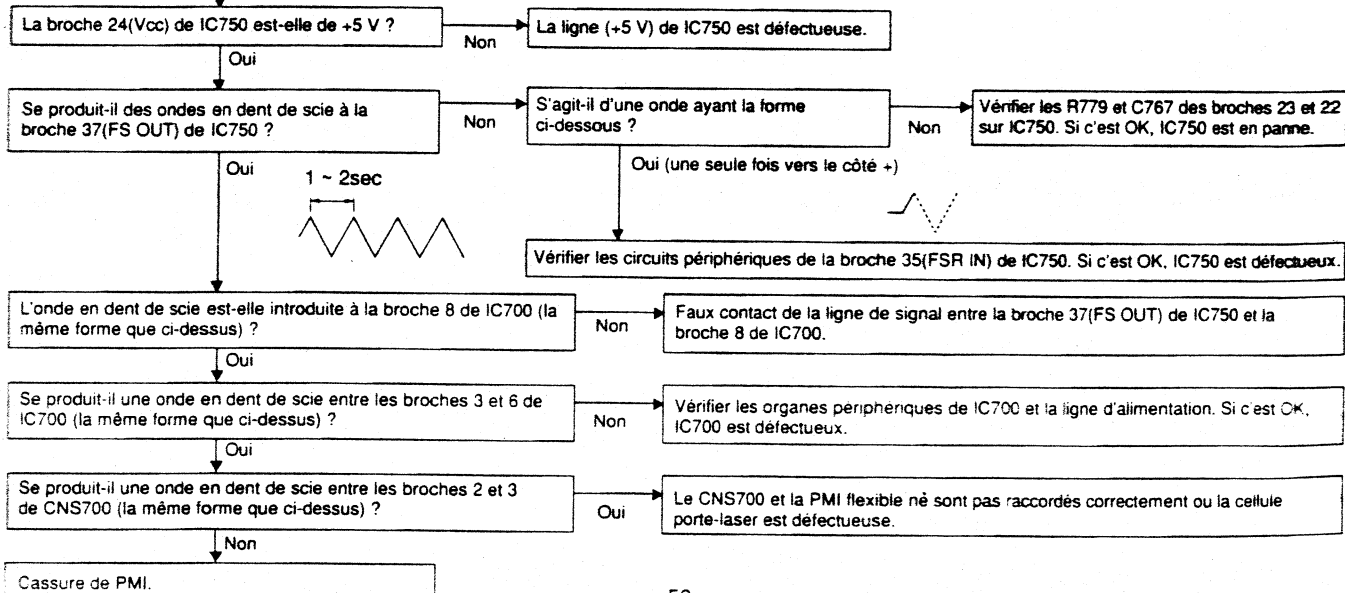 La broche 24(Vcc) de IC750 est-elle de +5 V ?
Non
La ligne (+5 V) de IC750 est défectueuse.
Oui
Se produit-il des ondes en dent de scie à la
broche 37(FS OUT) de IC750 ?
Non
S'agit-il d'une onde ayant la forme
ci-dessous ?
Non
Vérifier les R779 et C767 des broches 23 et 22
sur IC750. Si c'est OK, IC750 est en panne.
Oui
1 ~ 2sec
Oui (une seule fois vers le côté +)
Vérifier les circuits périphériques de la broche 35(FSR IN) de IC750. Si c'est OK, IC750 est défectueux.
L'onde en dent de scie est-elle introduite à la broche 8 de IC700 (la
même forme que ci-dessus) ?
Non
Faux contact de la ligne de signal entre la broche 37(FS OUT) de IC750 et la
broche 8 de IC700.
Oui
Se produit-il une onde en dent de scie entre les broches 3 et 6 de
IC700 (la même forme que ci-dessus) ?
Non
Vérifier les organes périphériques de IC700 et la ligne d'alimentation. Si c'est OK,
IC700 est défectueux.
Oui
Se produit-il une onde en dent de scie entre les broches 2 et 3
de CNS700 (la même forme que ci-dessus) ?
Oui
Le CNS700 et la PMI flexible ne sont pas raccordés correctement ou la cellule
porte-laser est défectueuse.
Non
Cassure de PMI.